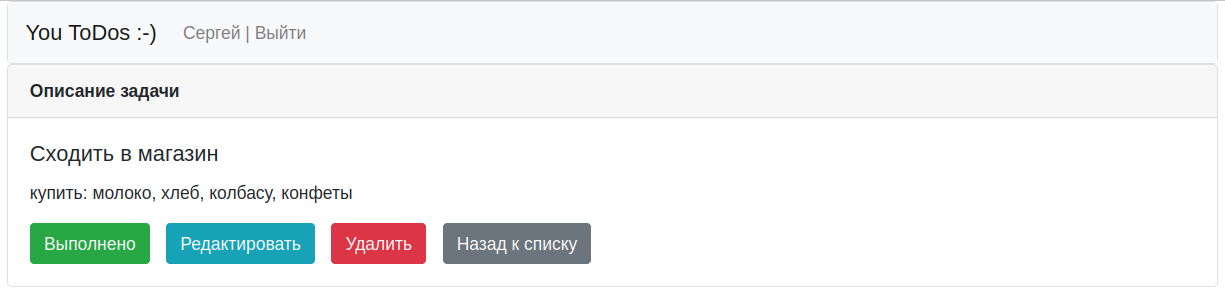 You ToDos :-) Сергей | Выйти
Описание задачи
Сходить в магазин
купить: молоко, хлеб, колбасу, конфеты
Выполнено Редактировать Удалить Назад к списку